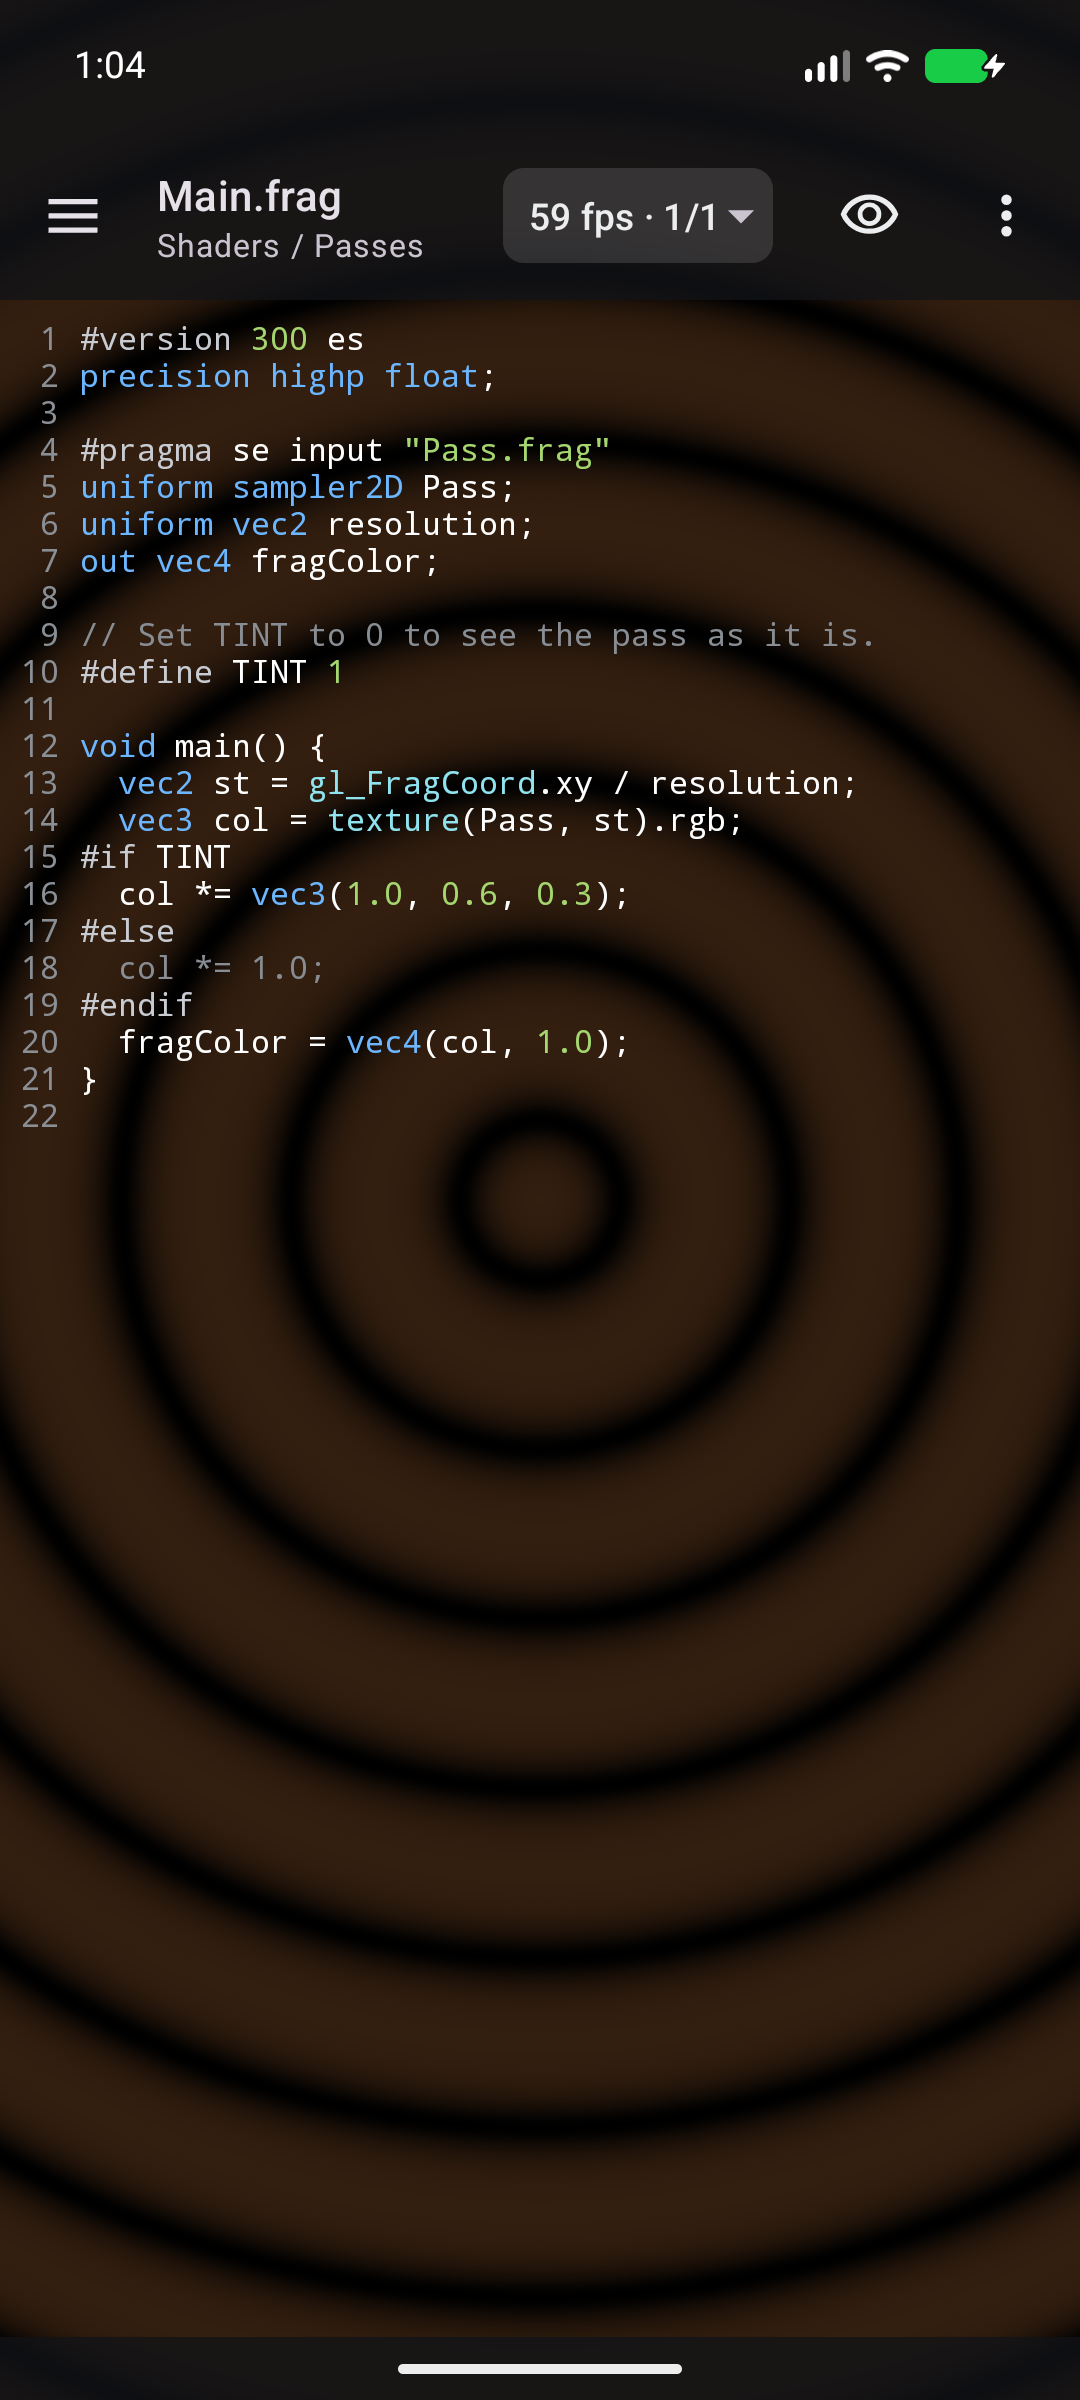 1:04
Main.frag
Shaders / Passes
59 fps · 1/1
1 #version 300 es
2 precision highp float;
3
4 #pragma se input "Pass.frag"
5 uniform sampler2D Pass;
6 uniform vec2 resolution;
7 out vec4 fragColor;
8
9 // Set TINT to 0 to see the pass as it is.
10 #define TINT 1
11
12 void main() {
13   vec2 st = gl_FragCoord.xy / resolution;
14   vec3 col = texture(Pass, st).rgb;
15 #if TINT
16   col *= vec3(1.0, 0.6, 0.3);
17 #else
18   col *= 1.0;
19 #endif
20   fragColor = vec4(col, 1.0);
21 }
22